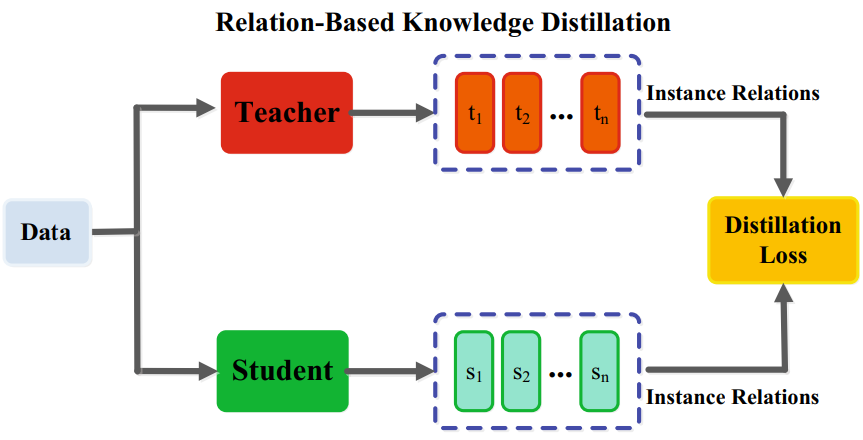 Relation-Based Knowledge Distillation
Teacher
t1 t2 ... tn
Instance Relations
Data
Distillation
Loss
Student
s1 s2 ... sn
Instance Relations